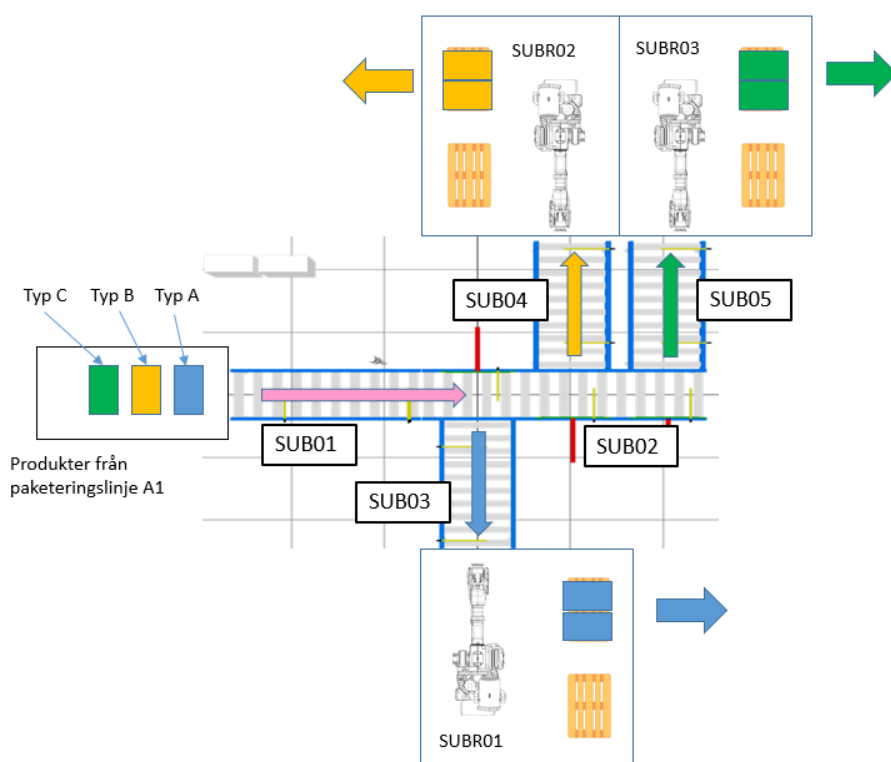 SUBR02
SUBR03
SUB04
SUB05
Typ C
Typ B
Typ A
SUB01
SUB02
Produkter från
paketeringslinje A1
SUB03
SUBR01